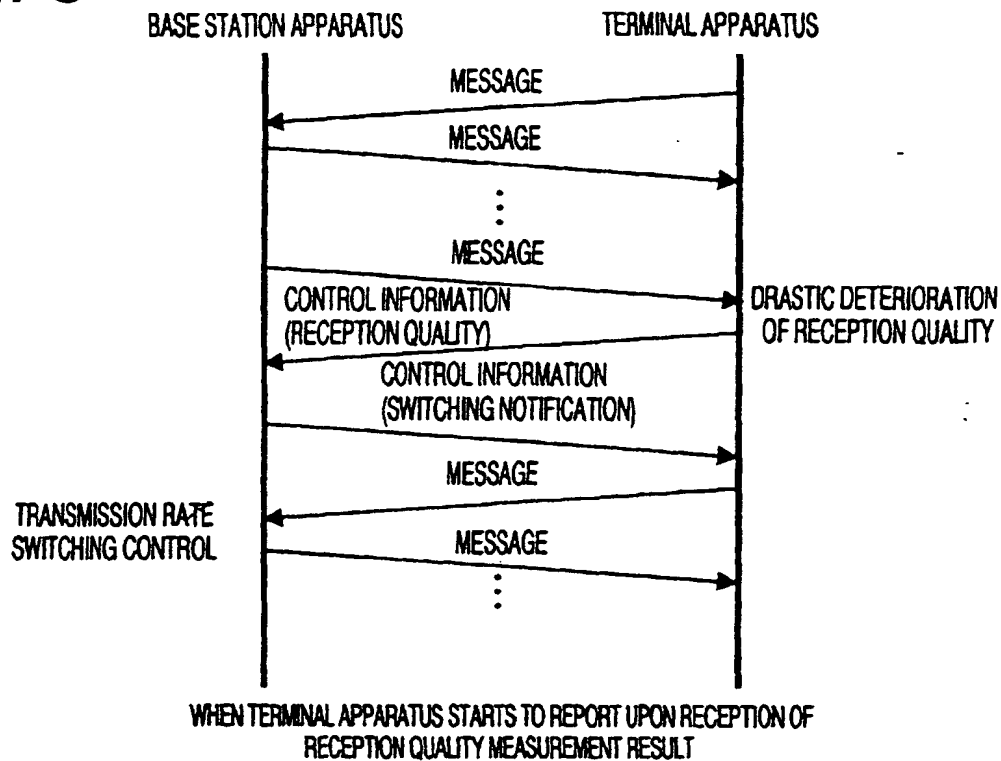 BASE STATION APPARATUS
TERMINAL APPARATUS
MESSAGE
MESSAGE
MESSAGE
CONTROL INFORMATION
(RECEPTION QUALITY)
DRASTIC DETERIORATION
OF RECEPTION QUALITY
CONTROL INFORMATION
(SWITCHING NOTIFICATION)
MESSAGE
TRANSMISSION RATE
SWITCHING CONTROL
MESSAGE
WHEN TERMINAL APPARATUS STARTS TO REPORT UPON RECEPTION OF
RECEPTION QUALITY MEASUREMENT RESULT